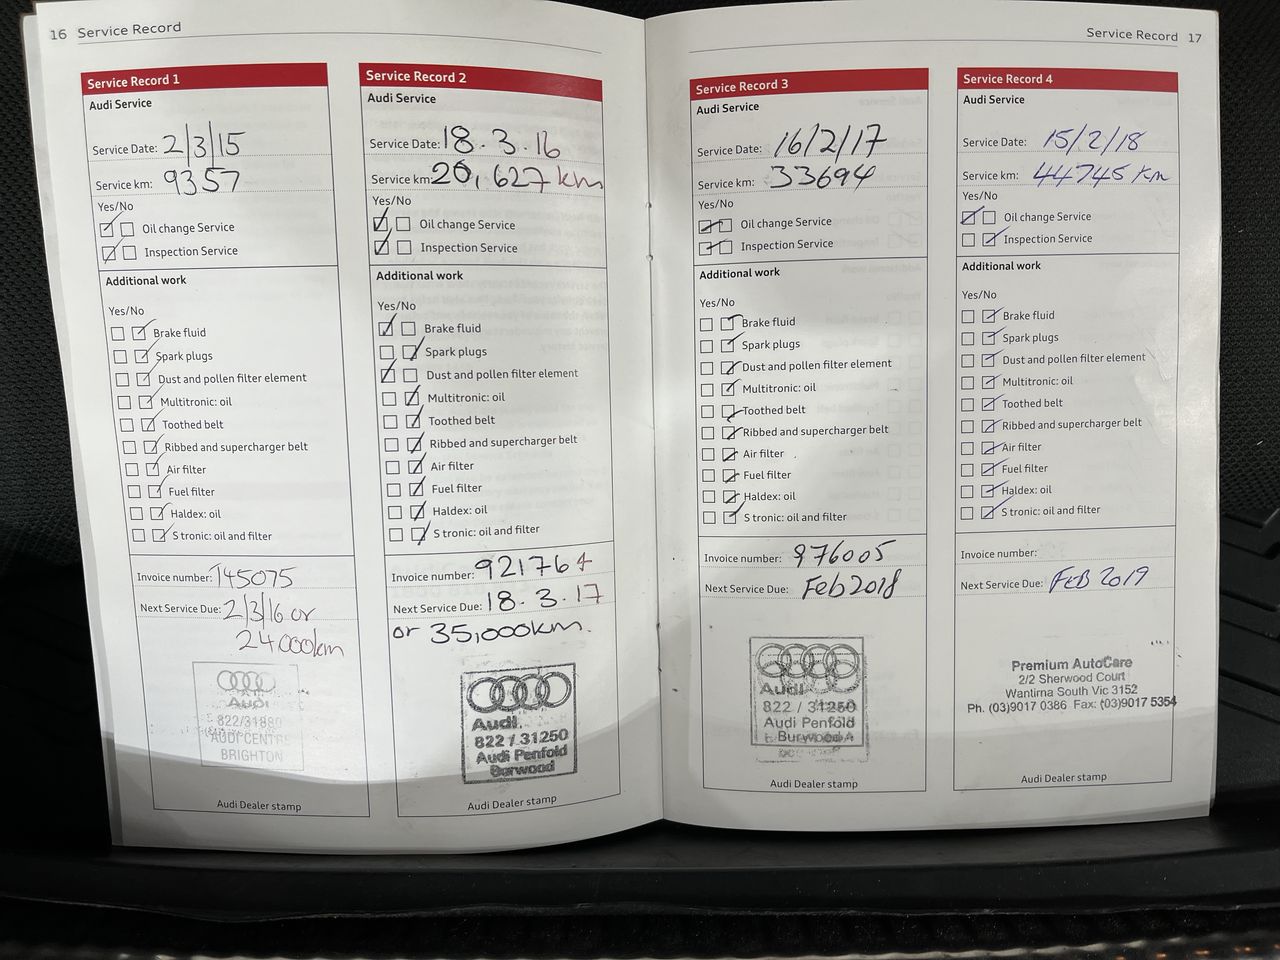 16 Service Record
Service Record 1
Audi Service
Service Date: 2/3/15
Service km: 9357
Yes/No
Oil change Service
Inspection Service
Additional work
Yes/No
Brake fluid
Spark plugs
Dust and pollen filter element
Multitronic: oil
Toothed belt
Ribbed and supercharger belt
Air filter
Fuel filter
Haldex: oil
S tronic: oil and filter
Invoice number: 145075
Next Service Due: 2/3/16 or
24000km
Audi
822/31880
AUDI CENTRE
BRIGHTON
Audi Dealer stamp
Service Record 2
Audi Service
Service Date: 18.3.16
Service km: 20,627 km
Yes/No
Oil change Service
Inspection Service
Additional work
Yes/No
Brake fluid
Spark plugs
Dust and pollen filter element
Multitronic: oil
Toothed belt
Ribbed and supercharger belt
Air filter
Fuel filter
Haldex: oil
S tronic: oil and filter
Invoice number: 921764
Next Service Due: 18.3.17
or 35,000km.
Audi
822 / 31250
Audi Penfold
Burwood
Audi Dealer stamp
Service Record 17
Service Record 3
Audi Service
Service Date: 16/2/17
Service km: 33694
Yes/No
Oil change Service
Inspection Service
Additional work
Yes/No
Brake fluid
Spark plugs
Dust and pollen filter element
Multitronic: oil
Toothed belt
Ribbed and supercharger belt
Air filter
Fuel filter
Haldex: oil
S tronic: oil and filter
Invoice number: 976005
Next Service Due: Feb 2018
Audi
822 / 31250
Audi Penfold
Burwood
Audi Dealer stamp
Service Record 4
Audi Service
Service Date: 15/2/18
Service km: 44745 km
Yes/No
Oil change Service
Inspection Service
Additional work
Yes/No
Brake fluid
Spark plugs
Dust and pollen filter element
Multitronic: oil
Toothed belt
Ribbed and supercharger belt
Air filter
Fuel filter
Haldex: oil
S tronic: oil and filter
Invoice number:
Next Service Due: FEB 2019
Premium AutoCare
2/2 Sherwood Court
Wantirna South Vic 3152
Ph. (03)9017 0386 Fax: (03)9017 5354
Audi Dealer stamp